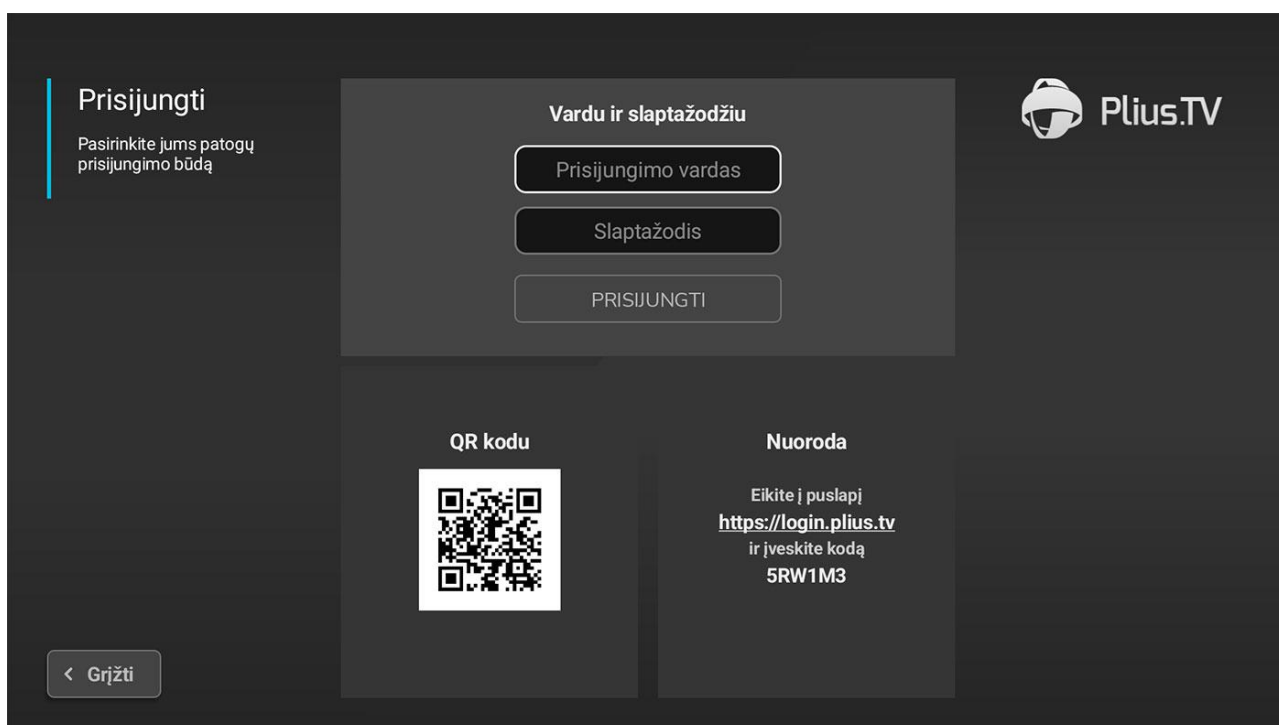 Prisijungti
Pasirinkite jums patogų
prisijungimo būdą
Vardu ir slaptažodžiu
Prisijungimo vardas
Slaptažodis
PRISIJUNGTI
Plius.TV
QR kodu
Nuoroda
Eikite į puslapį
https://login.plius.tv
ir įveskite kodą
5RW1M3
< Grįžti